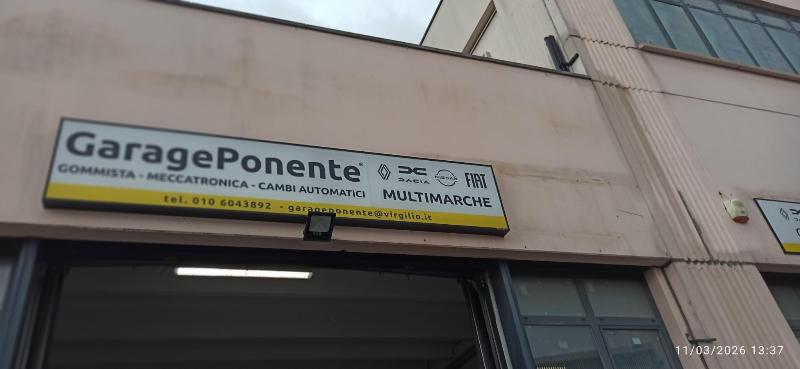 GaragePonente
GOMMISTA - MECCATRONICA - CAMBI AUTOMATICI
DACIA
NISSAN
FIAT
MULTIMARCHE
tel. 010 6043892 - garageponente@virgilio.it
11/03/2026 13:37